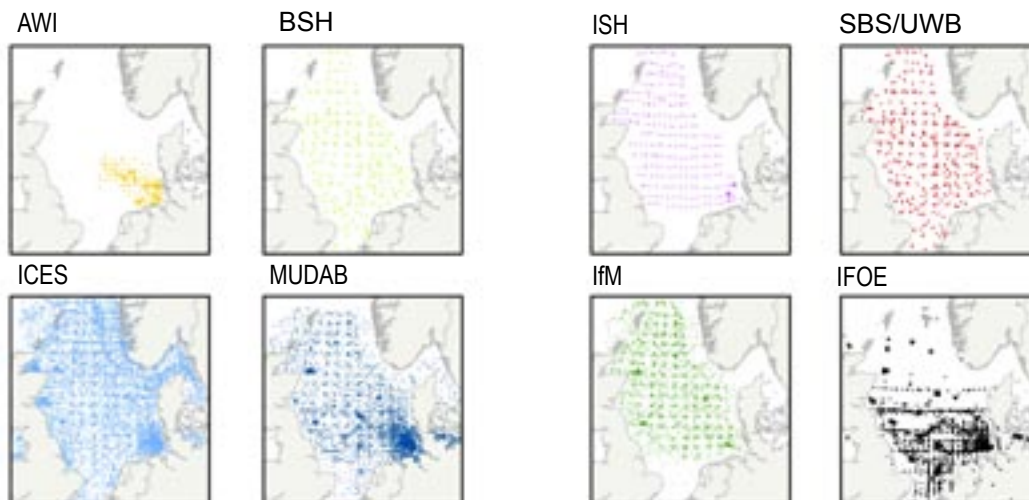 AWI
BSH
ISH
SBS/UWB
ICES
MUDAB
IfM
IFOE